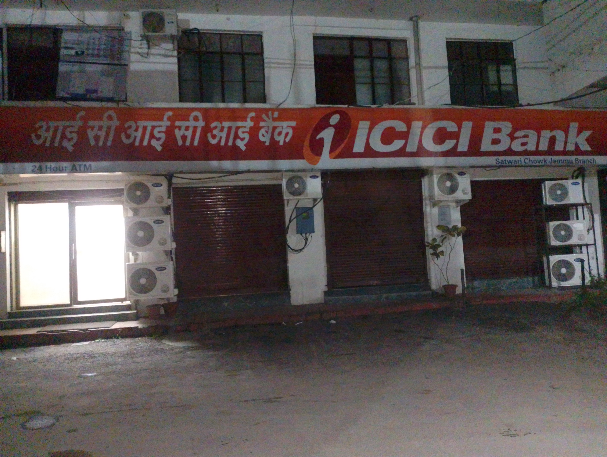 आई सी आई सी आई बैंक ICICI Bank
24 Hour ATM
Satwari Chowk Jammu Branch